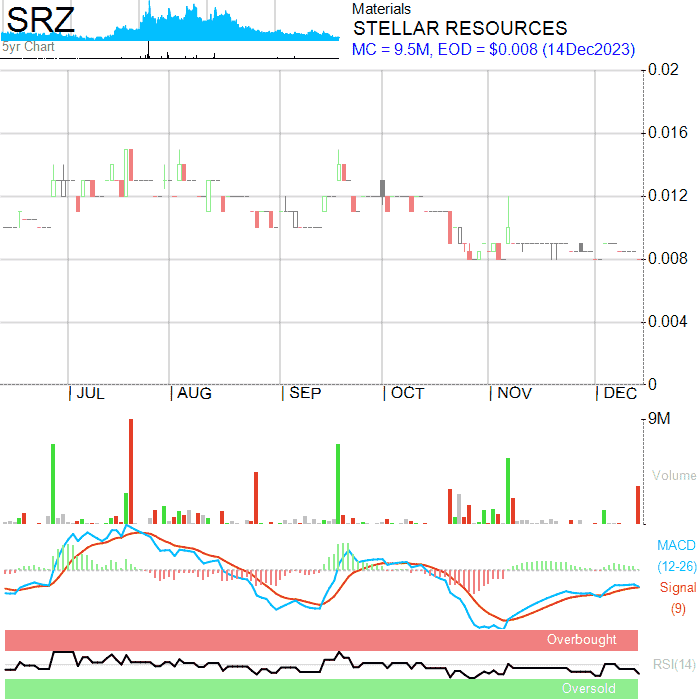 SRZ
5yr Chart
Materials
STELLAR RESOURCES
MC = 9.5M, EOD = $0.008 (14Dec2023)
0.02
0.016
0.012
0.008
0.004
0
JUL AUG SEP OCT NOV DEC
9M
Volume
MACD
(12-26)
Signal
(9)
Overbought
RSI(14)
Oversold